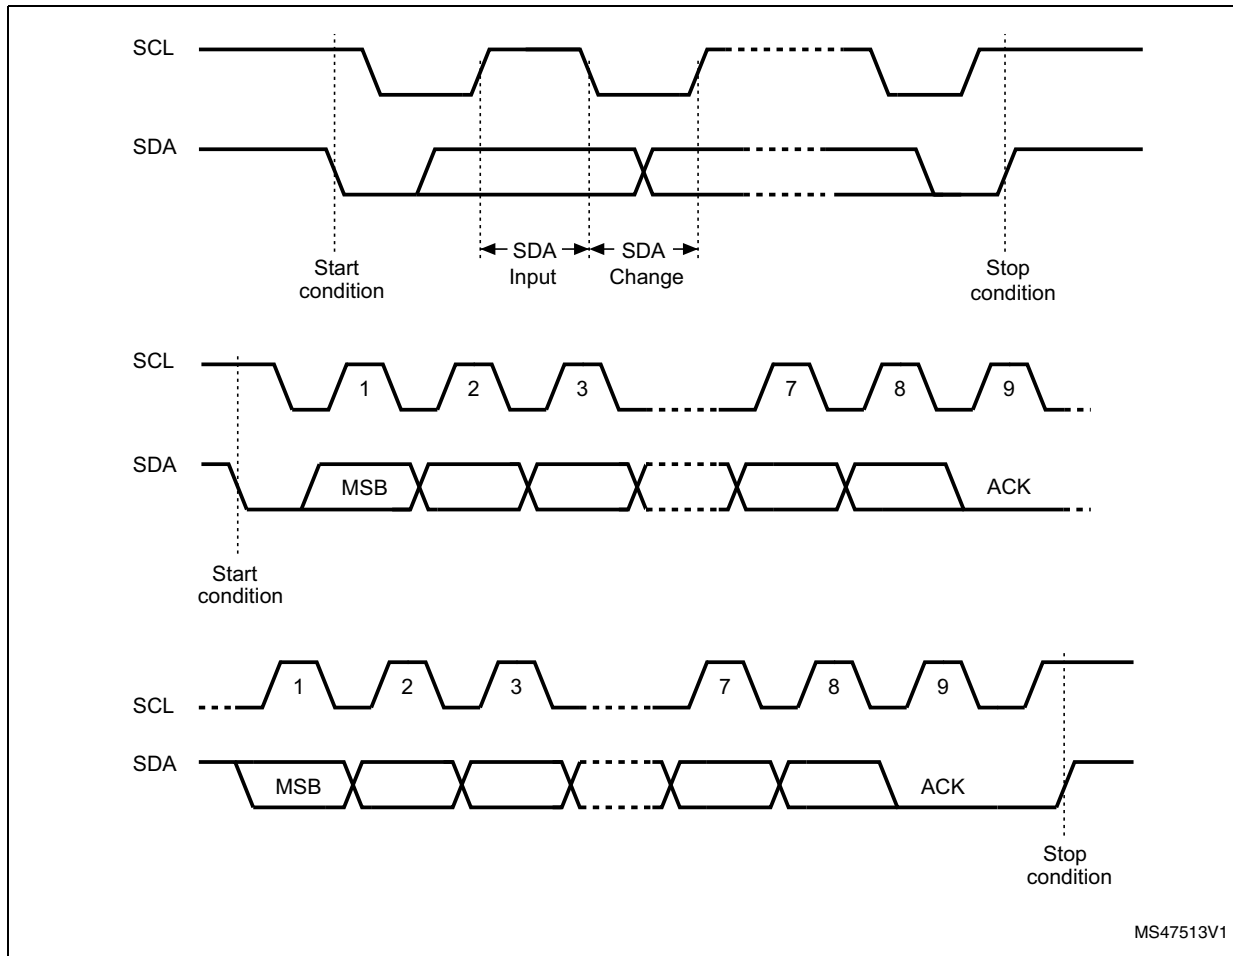 SCL
SDA
SDA
Input
SDA
Change
Start
condition
Stop
condition
SCL
1
2
3
7
8
9
SDA
MSB
ACK
Start
condition
1
2
3
7
8
9
SCL
SDA
MSB
ACK
Stop
condition
MS47513V1